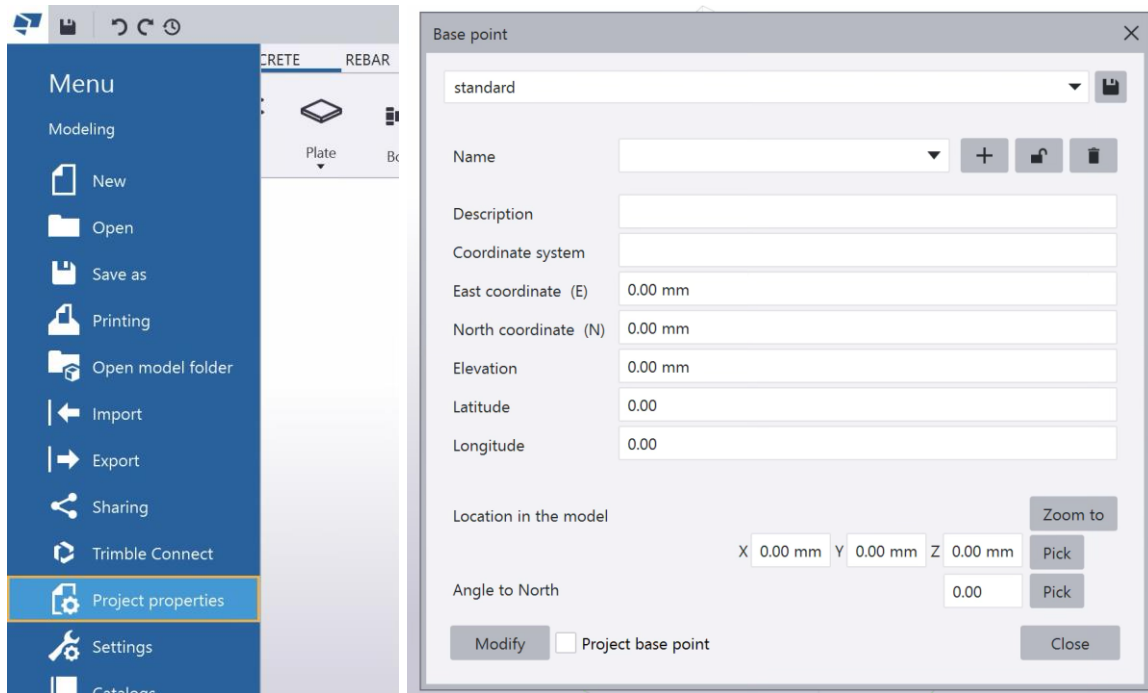 CRETE REBAR
Menu
Modeling
Plate
New
Open
Save as
Printing
Open model folder
Import
Export
Sharing
Trimble Connect
Project properties
Settings
Catalogs
Base point
standard
Name
Description
Coordinate system
East coordinate (E) 0.00 mm
North coordinate (N) 0.00 mm
Elevation 0.00 mm
Latitude 0.00
Longitude 0.00
Location in the model Zoom to
X 0.00 mm Y 0.00 mm Z 0.00 mm Pick
Angle to North 0.00 Pick
Modify Project base point Close